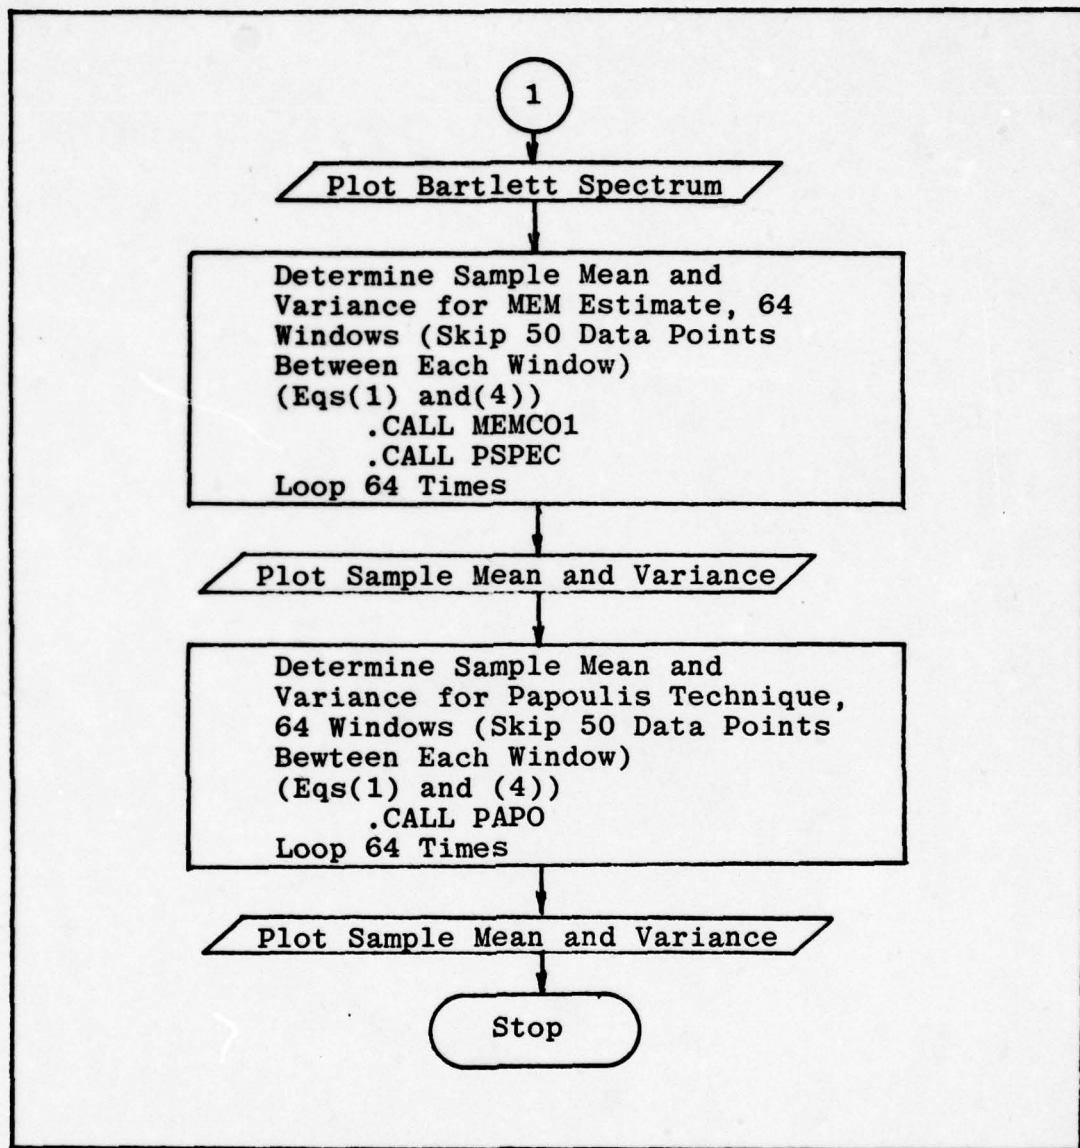 1
Plot Bartlett Spectrum
Determine Sample Mean and
Variance for MEM Estimate, 64
Windows (Skip 50 Data Points
Between Each Window)
(Eqs(1) and(4))
.CALL MEMCO1
.CALL PSPEC
Loop 64 Times
Plot Sample Mean and Variance
Determine Sample Mean and
Variance for Papoulis Technique,
64 Windows (Skip 50 Data Points
Bewteen Each Window)
(Eqs(1) and (4))
.CALL PAPO
Loop 64 Times
Plot Sample Mean and Variance
Stop